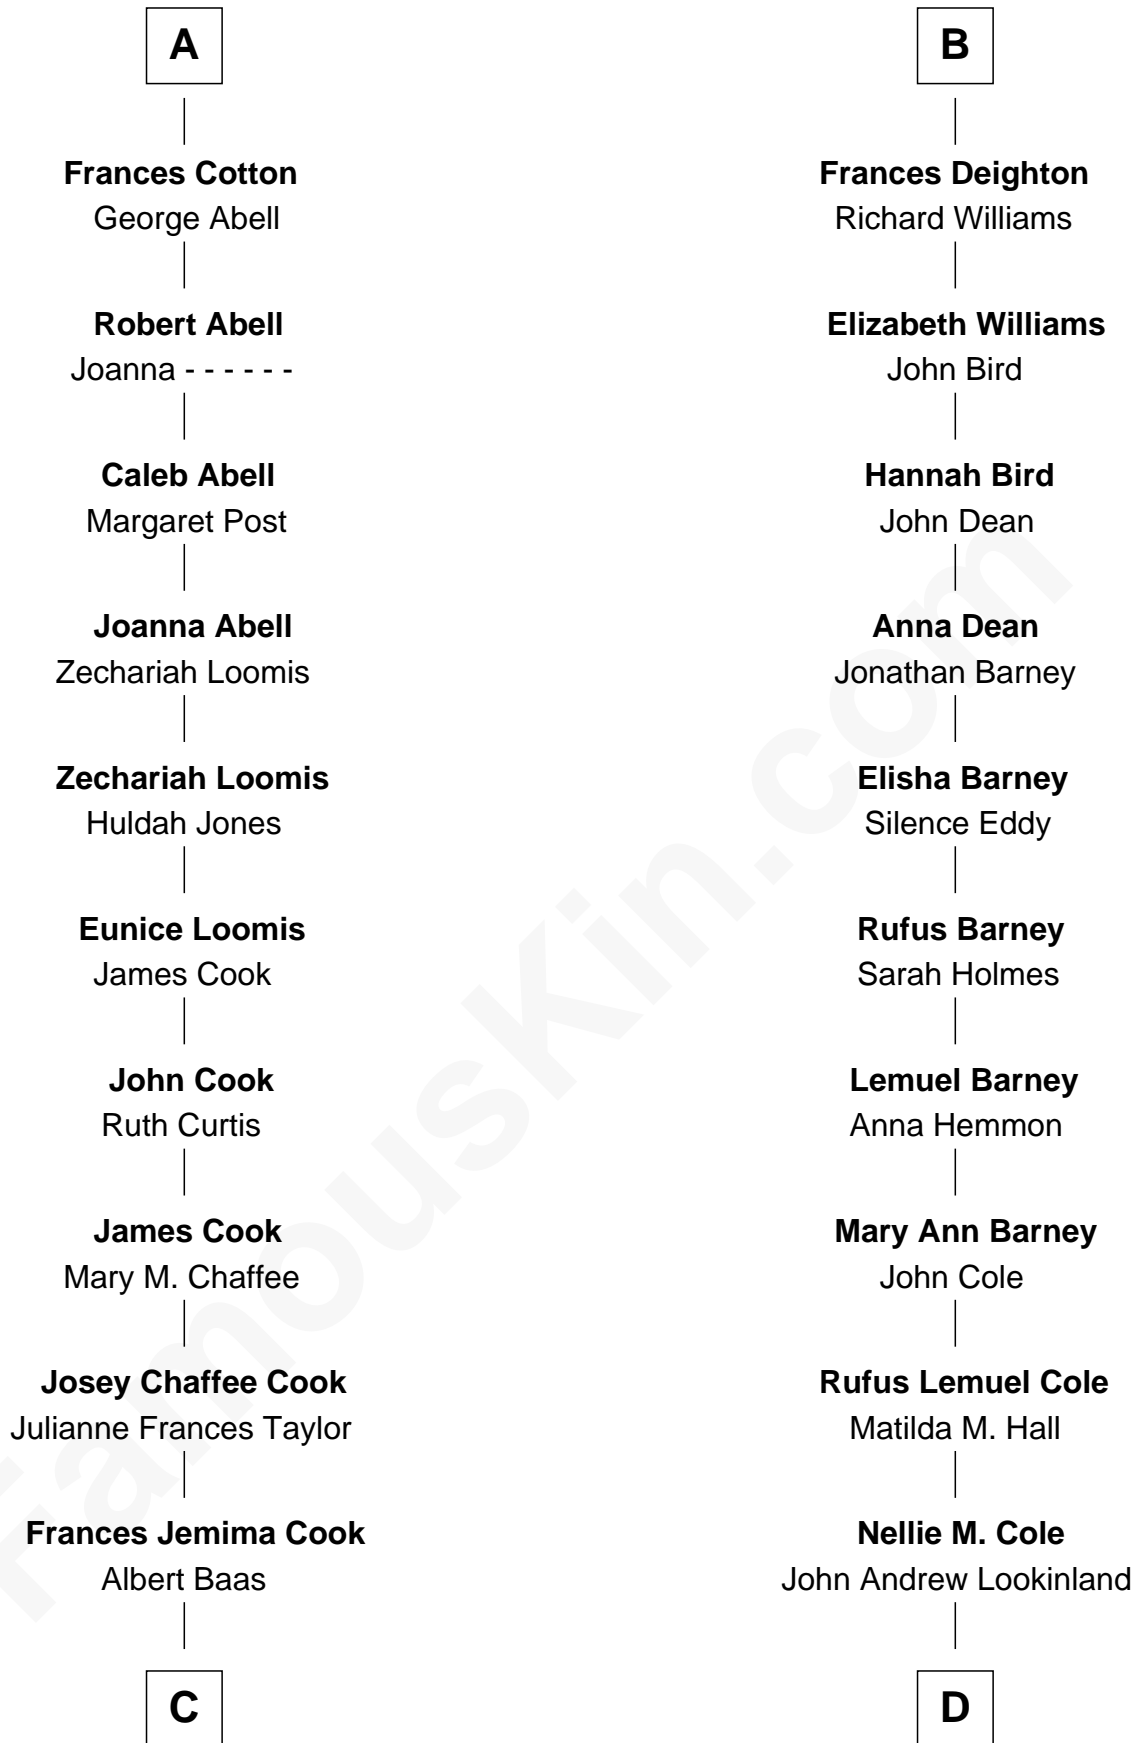 A
Frances Cotton
George Abell
Robert Abell
Joanna - - - - - -
Caleb Abell
Margaret Post
Joanna Abell
Zechariah Loomis
Zechariah Loomis
Huldah Jones
Eunice Loomis
James Cook
John Cook
Ruth Curtis
James Cook
Mary M. Chaffee
Josey Chaffee Cook
Julianne Frances Taylor
Frances Jemima Cook
Albert Baas
C
B
Frances Deighton
Richard Williams
Elizabeth Williams
John Bird
Hannah Bird
John Dean
Anna Dean
Jonathan Barney
Elisha Barney
Silence Eddy
Rufus Barney
Sarah Holmes
Lemuel Barney
Anna Hemmon
Mary Ann Barney
John Cole
Rufus Lemuel Cole
Matilda M. Hall
Nellie M. Cole
John Andrew Lookinland
D
FamousKin.com